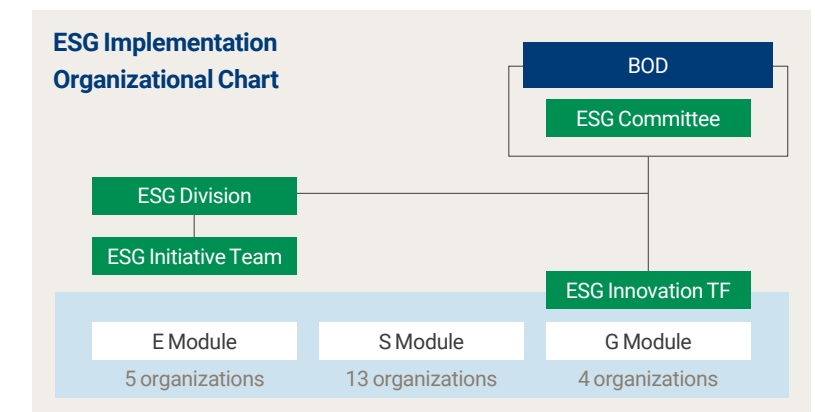 ESG Implementation
Organizational Chart
BOD
ESG Committee
ESG Division
ESG Initiative Team
ESG Innovation TF
E Module
S Module
G Module
5 organizations
13 organizations
4 organizations